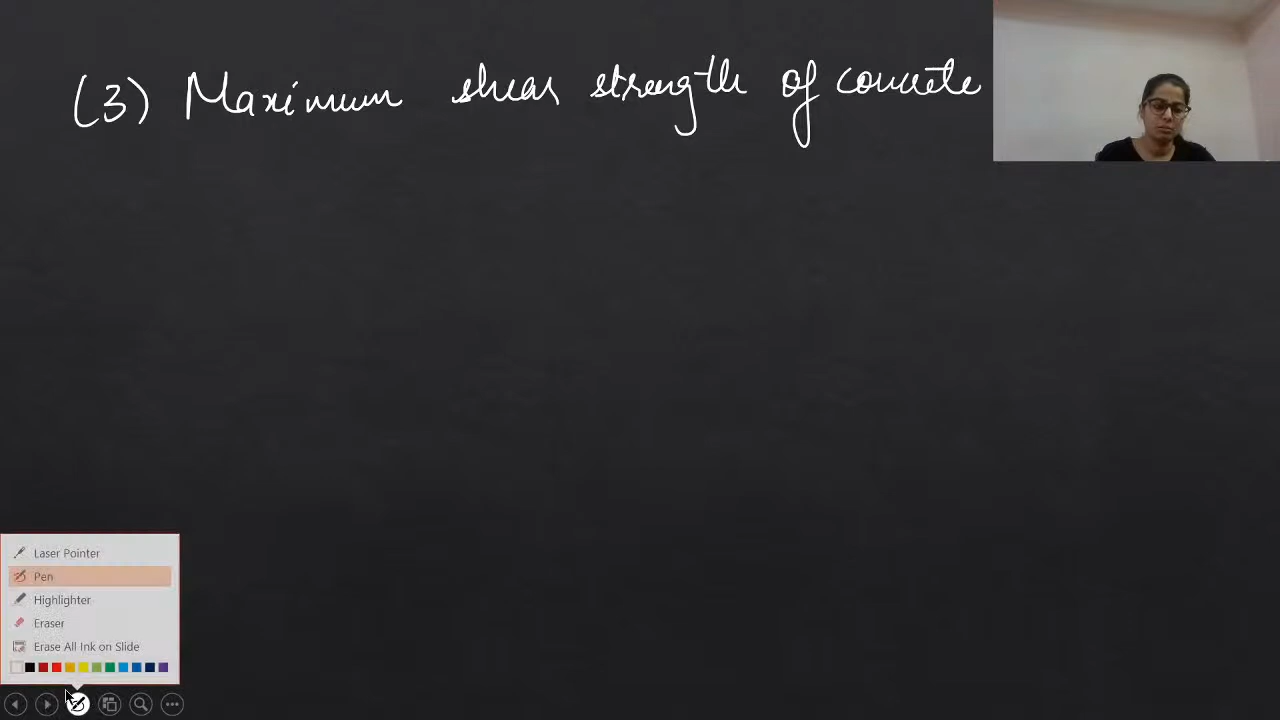 (3) Maximum shear strength of concrete
Laser Pointer
Pen
Highlighter
Eraser
Erase All Ink on Slide